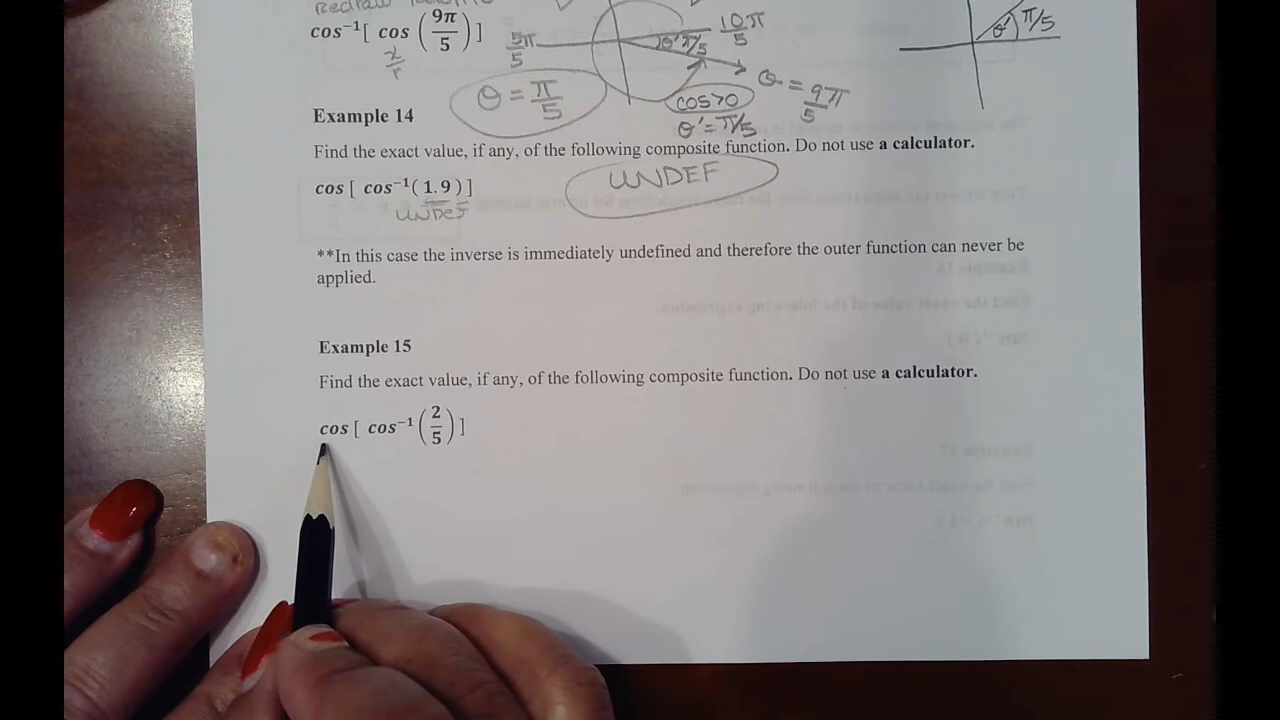 cos⁻¹[ cos (9π/5) ]
x/r
5π/5
10π/5
θ' π/5
θ' π/5
θ = π/5
cos>0
θ = 9π/5
θ' = π/5
Example 14
Find the exact value, if any, of the following composite function. Do not use a calculator.
cos [ cos⁻¹( 1.9 ) ]
UNDEF
UNDEF
**In this case the inverse is immediately undefined and therefore the outer function can never be
applied.
Example 15
Find the exact value, if any, of the following composite function. Do not use a calculator.
cos [ cos⁻¹ (2/5) ]